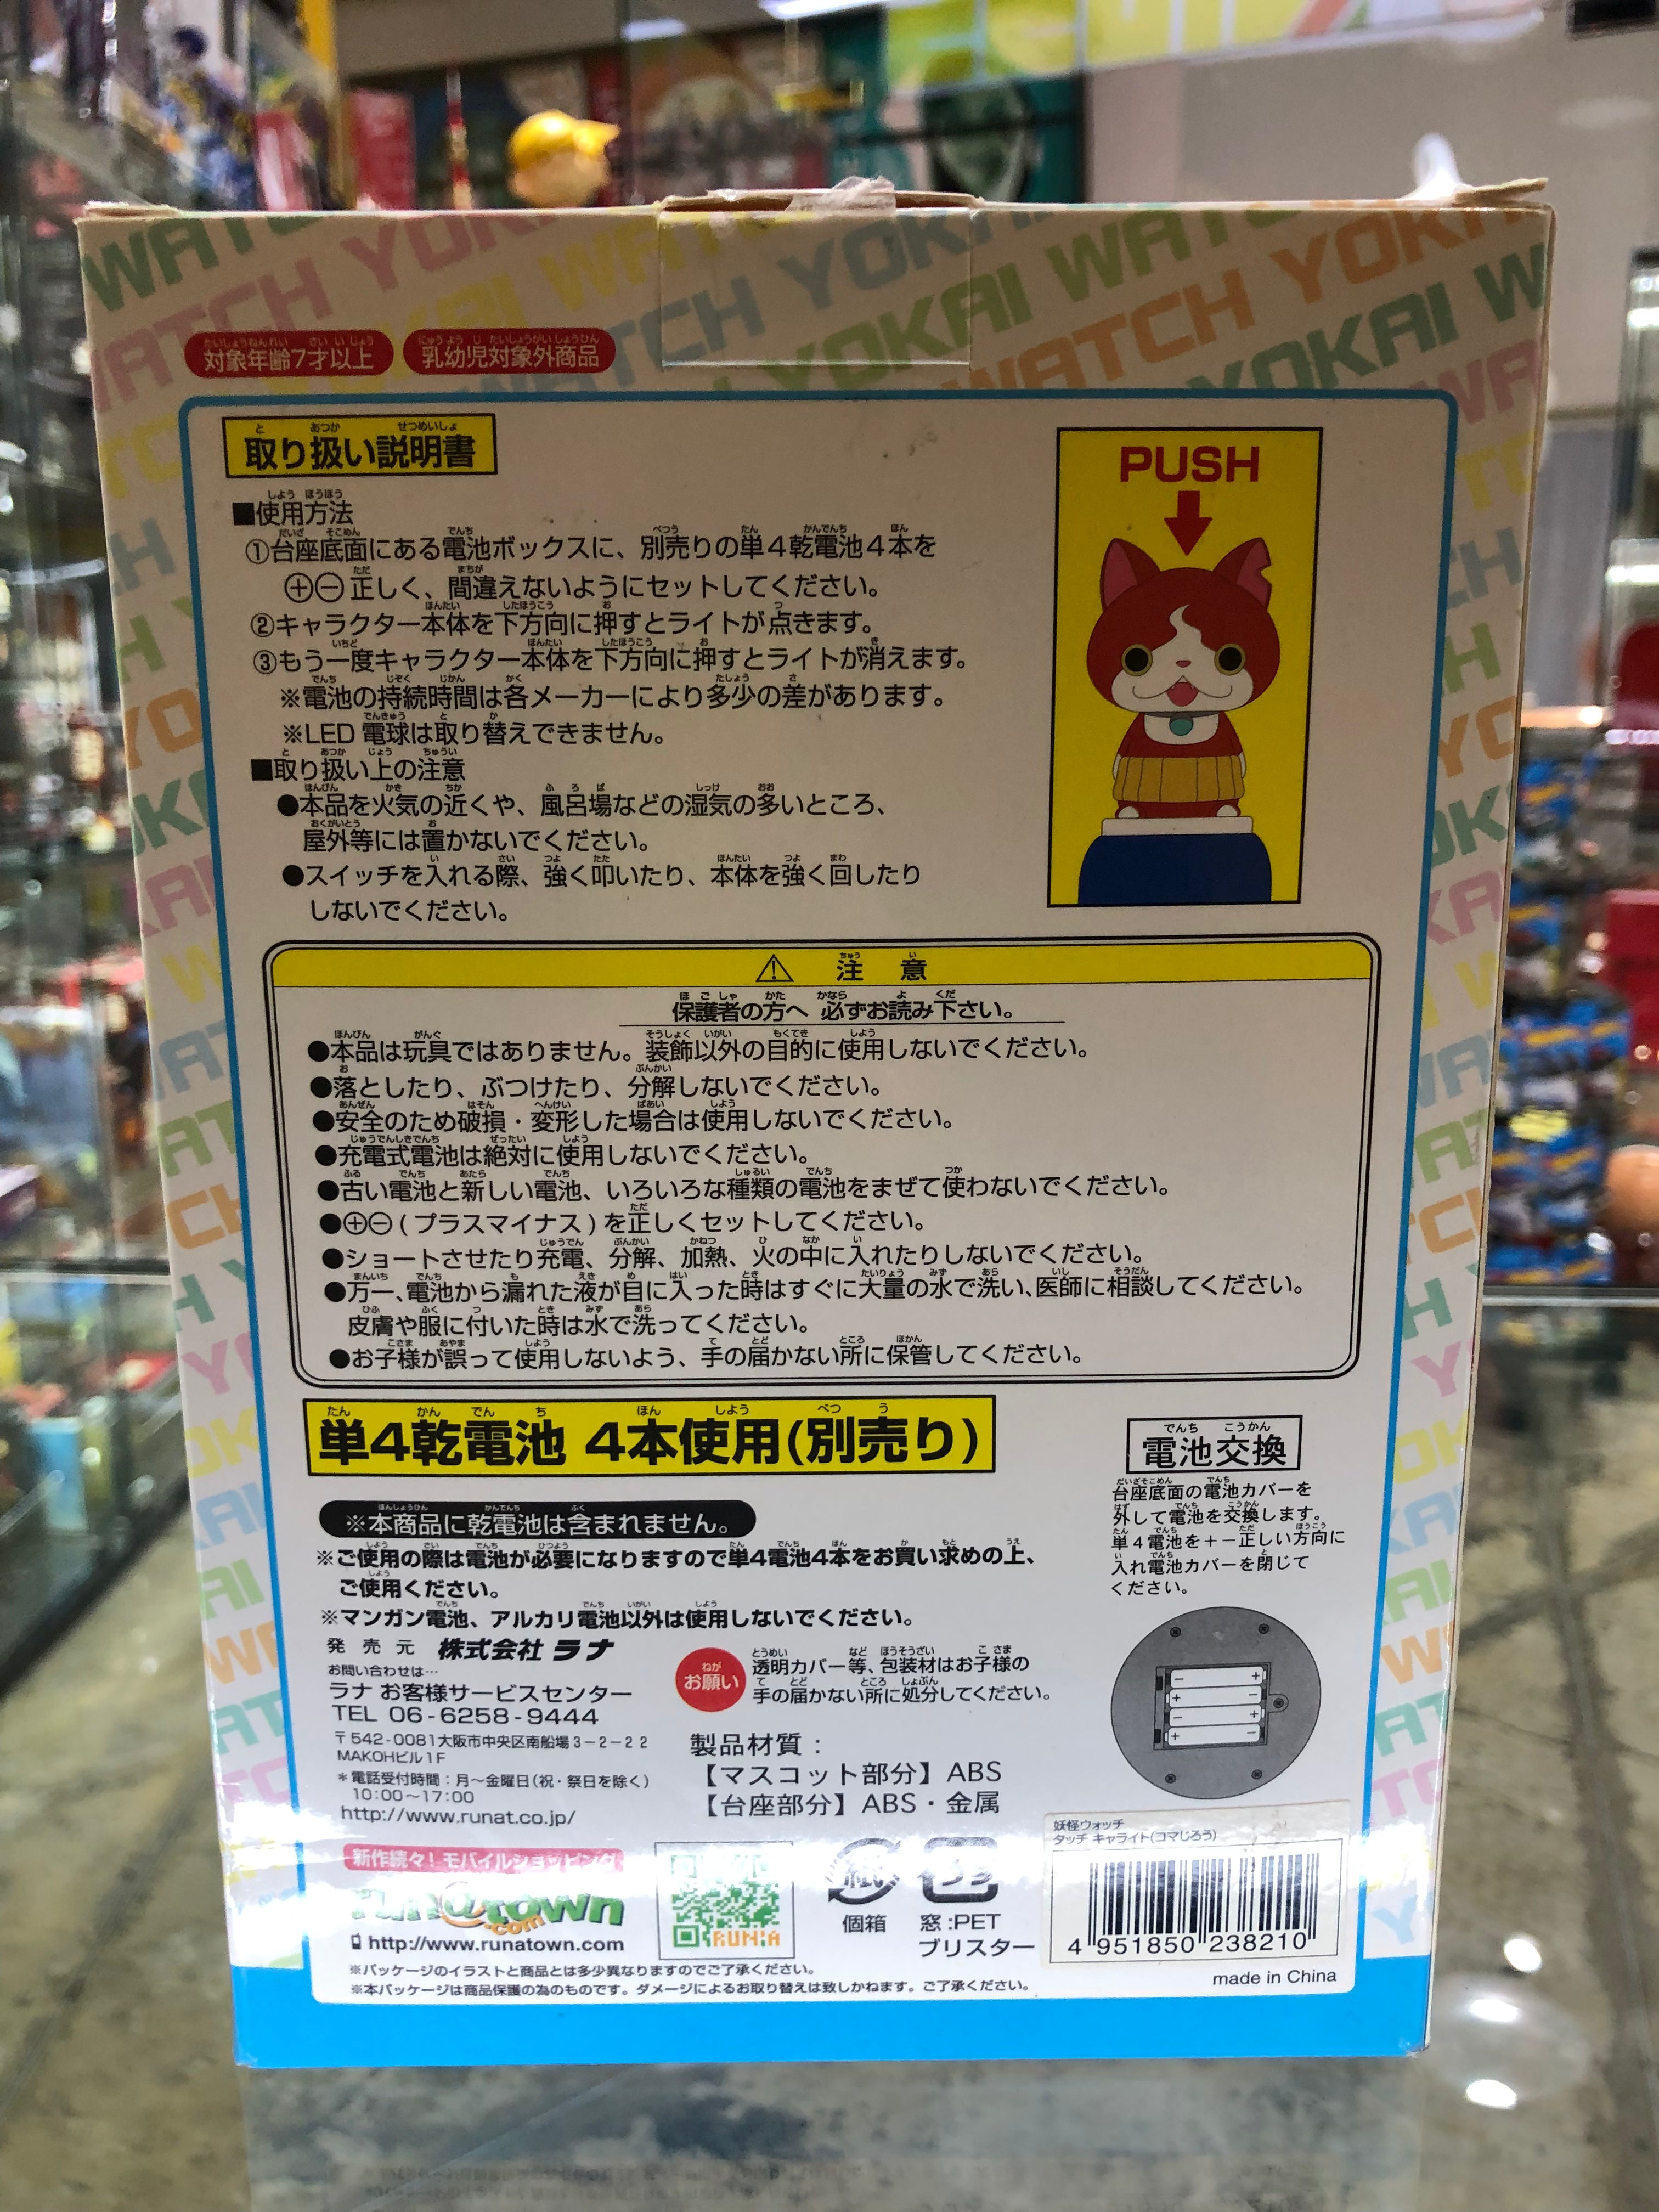 対象年齢7才以上
乳幼児対象外商品
取り扱い説明書
■使用方法
①台座底面にある電池ボックスに、別売りの単4乾電池4本を
⊕⊖正しく、間違えないようにセットしてください。
②キャラクター本体を下方向に押すとライトが点きます。
③もう一度キャラクター本体を下方向に押すとライトが消えます。
※電池の持続時間は各メーカーにより多少の差があります。
※LED 電球は取り替えできません。
■取り扱い上の注意
●本品を火気の近くや、風呂場などの湿気の多いところ、
屋外等には置かないでください。
●スイッチを入れる際、強く叩いたり、本体を強く回したり
しないでください。
PUSH
⚠ 注 意
保護者の方へ 必ずお読み下さい。
●本品は玩具ではありません。装飾以外の目的に使用しないでください。
●落としたり、ぶつけたり、分解しないでください。
●安全のため破損・変形した場合は使用しないでください。
●充電式電池は絶対に使用しないでください。
●古い電池と新しい電池、いろいろな種類の電池をまぜて使わないでください。
●⊕⊖(プラスマイナス)を正しくセットしてください。
●ショートさせたり充電、分解、加熱、火の中に入れたりしないでください。
●万一、電池から漏れた液が目に入った時はすぐに大量の水で洗い、医師に相談してください。
皮膚や服に付いた時は水で洗ってください。
●お子様が誤って使用しないよう、手の届かない所に保管してください。
単4乾電池 4本使用(別売り)
※本商品に乾電池は含まれません。
※ご使用の際は電池が必要になりますので単4電池4本をお買い求めの上、
ご使用ください。
※マンガン電池、アルカリ電池以外は使用しないでください。
電池交換
台座底面の電池カバーを
外して電池を交換します。
単4電池を+−正しい方向に
入れ電池カバーを閉じて
ください。
発売元 株式会社 ラナ
お問い合わせは…
ラナ お客様サービスセンター
TEL 06-6258-9444
〒542-0081大阪市中央区南船場3-2-22
MAKOHビル1F
*電話受付時間：月〜金曜日(祝・祭日を除く)
10:00〜17:00
http://www.runat.co.jp/
お願い
透明カバー等、包装材はお子様の
手の届かない所に処分してください。
製品材質：
【マスコット部分】ABS
【台座部分】ABS・金属
新作続々！モバイルショッピング
run@town
.com
http://www.runatown.com
RUNA
紙
個箱
プラ
窓:PET
ブリスター
妖怪ウォッチ
タッチ キャライト(コマじろう)
4 951850 238210
made in China
※パッケージのイラストと商品とは多少異なりますのでご了承ください。
※本パッケージは商品保護の為のものです。ダメージによるお取り替えは致しかねます。ご了承ください。